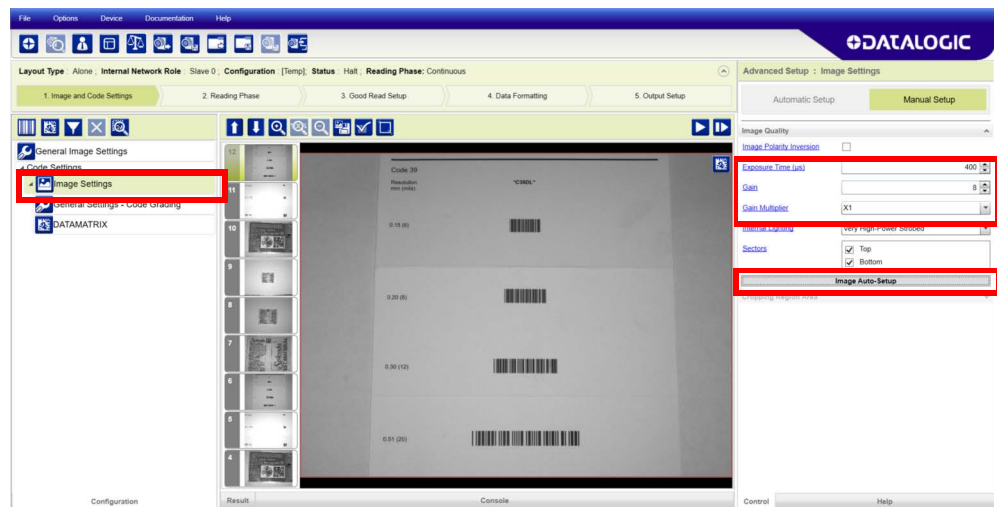 File Options Device Documentation Help
DATALOGIC
Layout Type : Alone ; Internal Network Role : Slave 0 ; Configuration : [Temp]; Status : Halt ; Reading Phase: Continuous
Advanced Setup : Image Settings
1. Image and Code Settings 2. Reading Phase 3. Good Read Setup 4. Data Formatting 5. Output Setup
Automatic Setup Manual Setup
General Image Settings
Code Settings
Image Settings
General Settings - Code Grading
DATAMATRIX
12
11
10
9
8
7
6
5
4
Code 39
Resolution "C39DL"
mm (mils)
0.15 (6)
0.20 (8)
0.30 (12)
0.51 (20)
Image Quality
Image Polarity Inversion
Exposure Time (µs) 400
Gain 8
Gain Multiplier X1
Internal Lighting Very High-Power Strobed
Sectors Top
Bottom
Image Auto-Setup
Cropping Region Area
Configuration Result Console Control Help